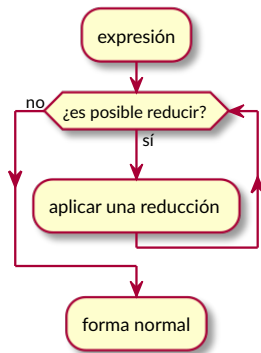 expresión
no
¿es posible reducir?
sí
aplicar una reducción
forma normal